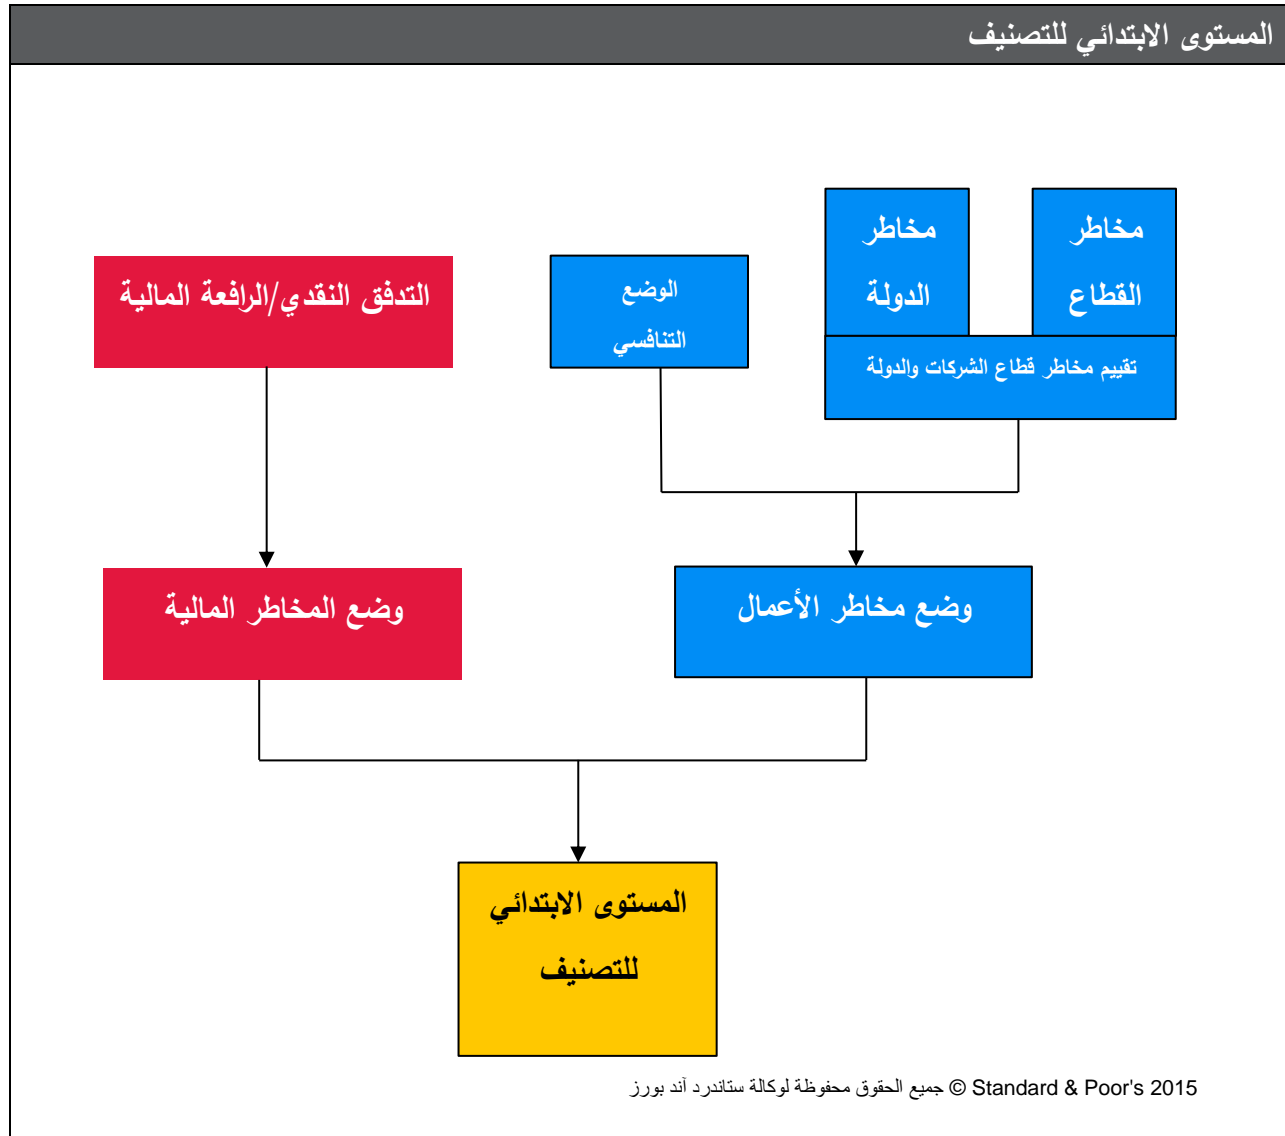 المستوى الابتدائي للتصنيف
مخاطر
القطاع
مخاطر
الدولة
تقييم مخاطر قطاع الشركات والدولة
الوضع
التنافسي
التدفق النقدي/الرافعة المالية
وضع مخاطر الأعمال
وضع المخاطر المالية
المستوى الابتدائي
للتصنيف
Standard & Poor's 2015 © جميع الحقوق محفوظة لوكالة ستاندرد آند بورز